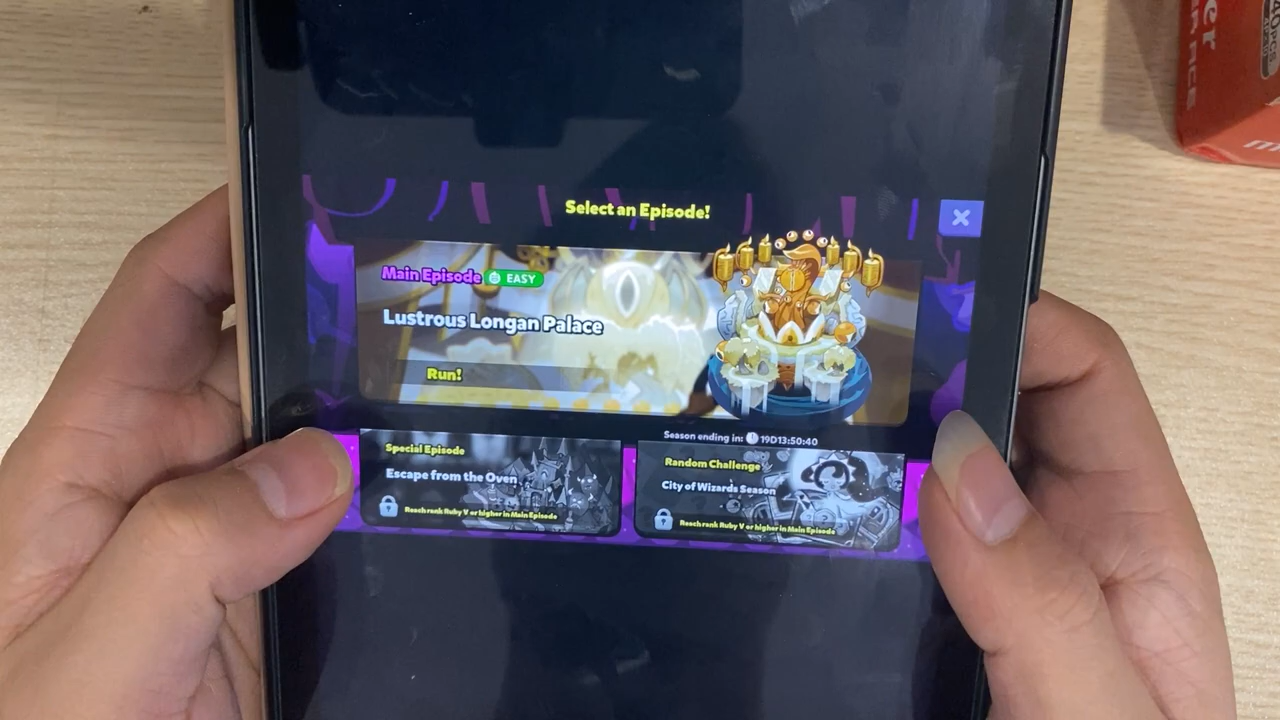 Select an Episode!
Main Episode EASY
Lustrous Longan Palace
Run!
Season ending in: 19D13:50:40
Special Episode
Escape from the Oven
Reach rank Ruby V or higher in Main Episode
Random Challenge
City of Wizards Season
Reach rank Ruby V or higher in Main Episode